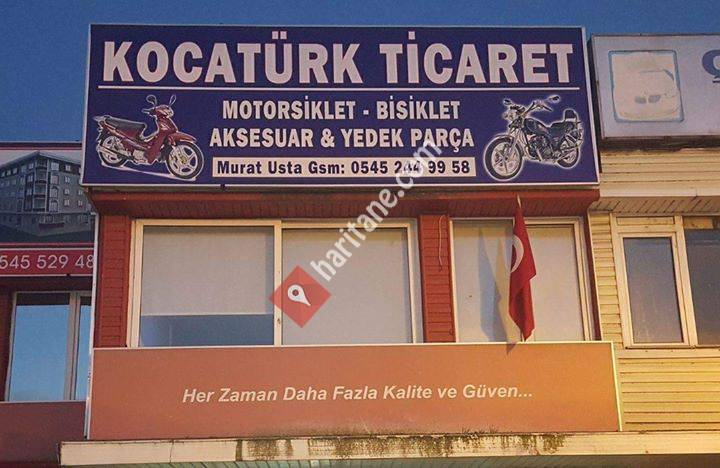 KOCATÜRK TİCARET
MOTORSİKLET - BİSİKLET
AKSESUAR & YEDEK PARÇA
Murat Usta Gsm: 0545 244 99 58
545 529 48
haritane.com
Her Zaman Daha Fazla Kalite ve Güven...